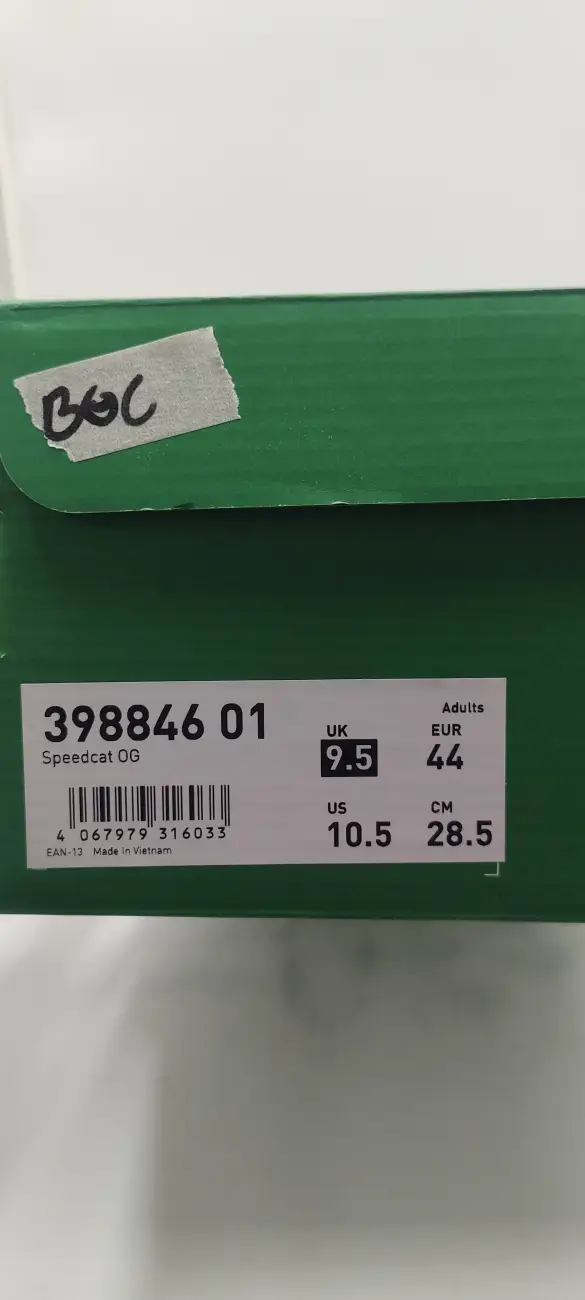 BOC
398846 01
Speedcat OG
Adults
UK
EUR
9.5
44
US
CM
10.5
28.5
4 067979 316033
EAN-13 Made in Vietnam